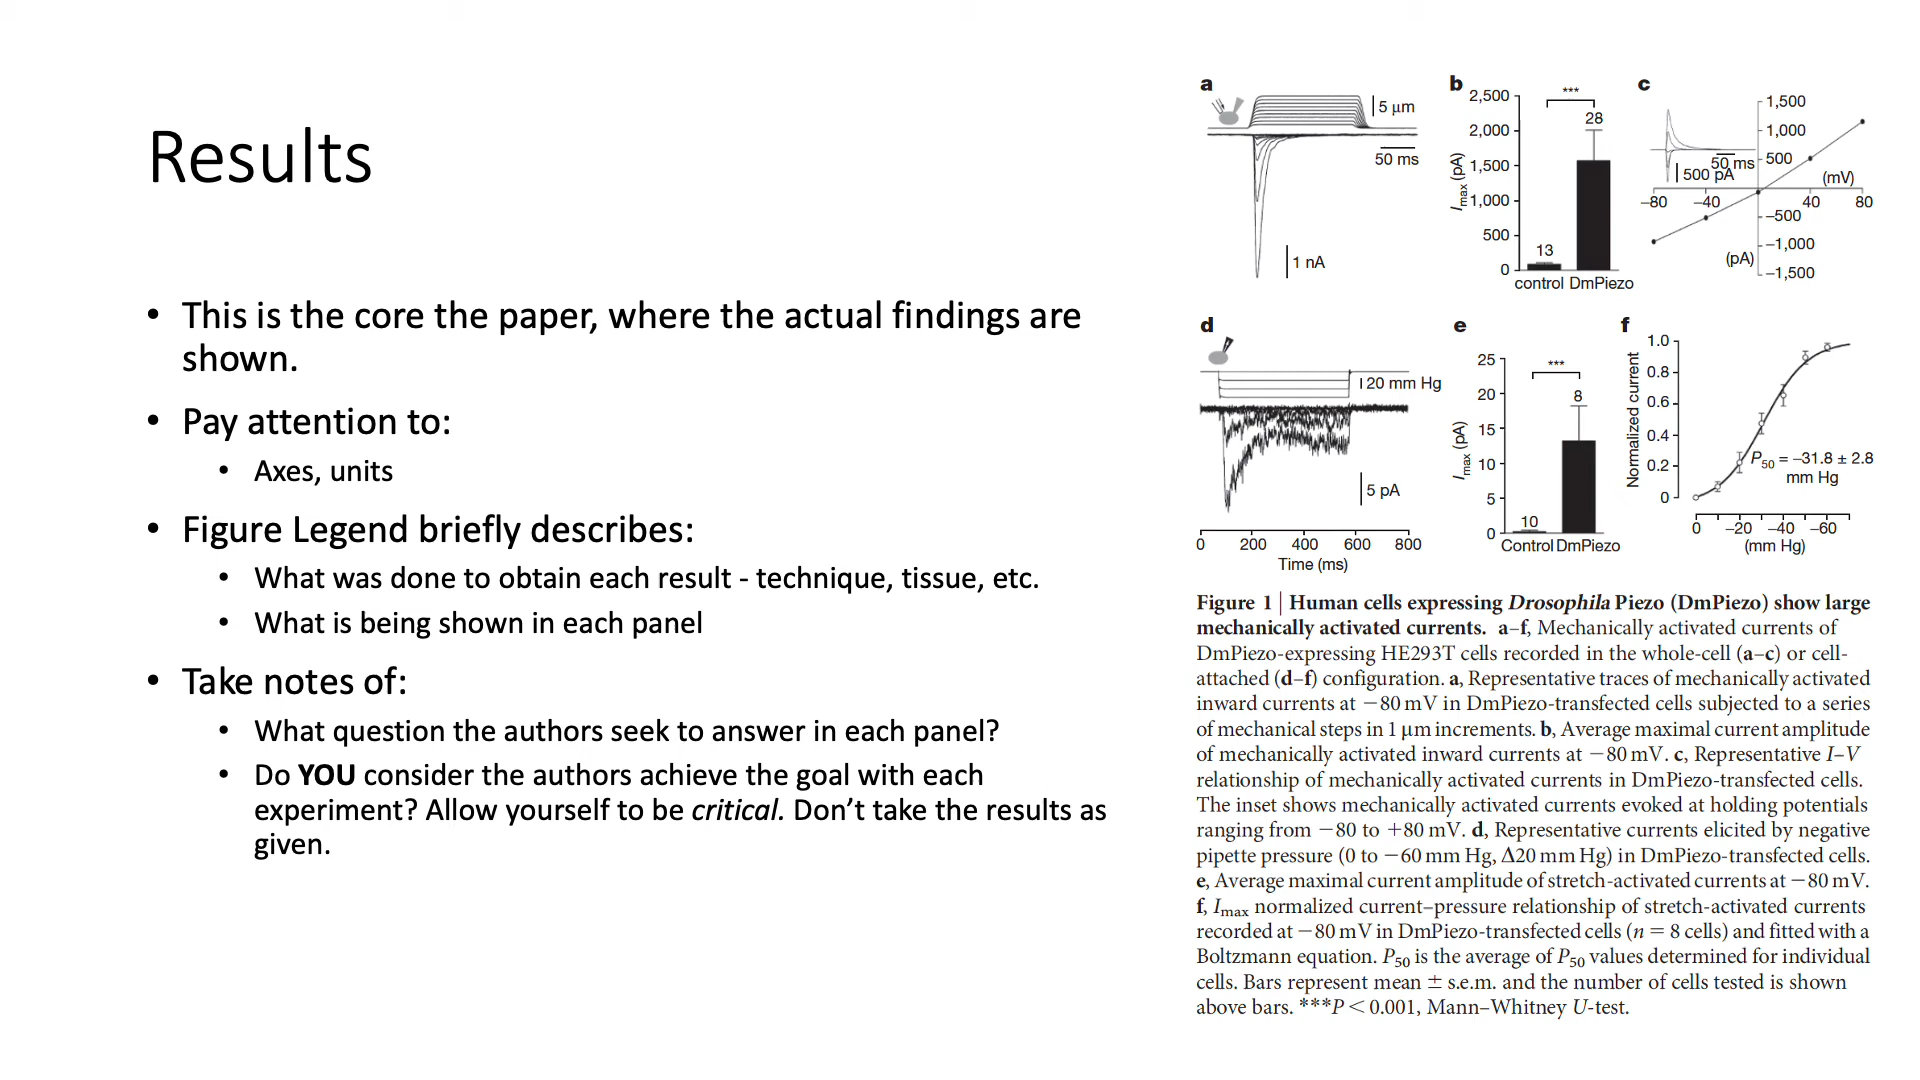 Results
• This is the core the paper, where the actual findings are
shown.
• Pay attention to:
• Axes, units
• Figure Legend briefly describes:
• What was done to obtain each result - technique, tissue, etc.
• What is being shown in each panel
• Take notes of:
• What question the authors seek to answer in each panel?
• Do YOU consider the authors achieve the goal with each
experiment? Allow yourself to be critical. Don’t take the results as
given.
a
5 μm
50 ms
1 nA
b
2,500
2,000
1,500
1,000
500
0
Imax (pA)
***
28
13
control DmPiezo
c
1,500
1,000
500
−500
−1,000
−1,500
50 ms
500 pA
(mV)
−80 −40 40 80
(pA)
d
20 mm Hg
5 pA
0 200 400 600 800
Time (ms)
e
25
20
15
10
5
0
Imax (pA)
***
8
10
Control DmPiezo
f
1.0
0.8
0.6
0.4
0.2
0
Normalized current
P50 = −31.8 ± 2.8
mm Hg
0 −20 −40 −60
(mm Hg)
Figure 1 | Human cells expressing Drosophila Piezo (DmPiezo) show large
mechanically activated currents. a–f, Mechanically activated currents of
DmPiezo-expressing HE293T cells recorded in the whole-cell (a–c) or cell-
attached (d–f) configuration. a, Representative traces of mechanically activated
inward currents at −80 mV in DmPiezo-transfected cells subjected to a series
of mechanical steps in 1 μm increments. b, Average maximal current amplitude
of mechanically activated inward currents at −80 mV. c, Representative I–V
relationship of mechanically activated currents in DmPiezo-transfected cells.
The inset shows mechanically activated currents evoked at holding potentials
ranging from −80 to +80 mV. d, Representative currents elicited by negative
pipette pressure (0 to −60 mm Hg, Δ20 mm Hg) in DmPiezo-transfected cells.
e, Average maximal current amplitude of stretch-activated currents at −80 mV.
f, Imax normalized current–pressure relationship of stretch-activated currents
recorded at −80 mV in DmPiezo-transfected cells (n = 8 cells) and fitted with a
Boltzmann equation. P50 is the average of P50 values determined for individual
cells. Bars represent mean ± s.e.m. and the number of cells tested is shown
above bars. ***P < 0.001, Mann–Whitney U-test.